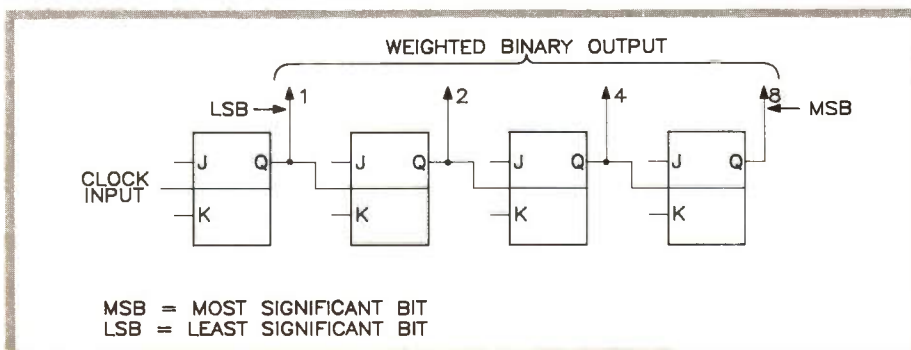 WEIGHTED BINARY OUTPUT
LSB 1 2 4 8 MSB
J Q J Q J Q J Q
CLOCK
INPUT
K K K K
MSB = MOST SIGNIFICANT BIT
LSB = LEAST SIGNIFICANT BIT